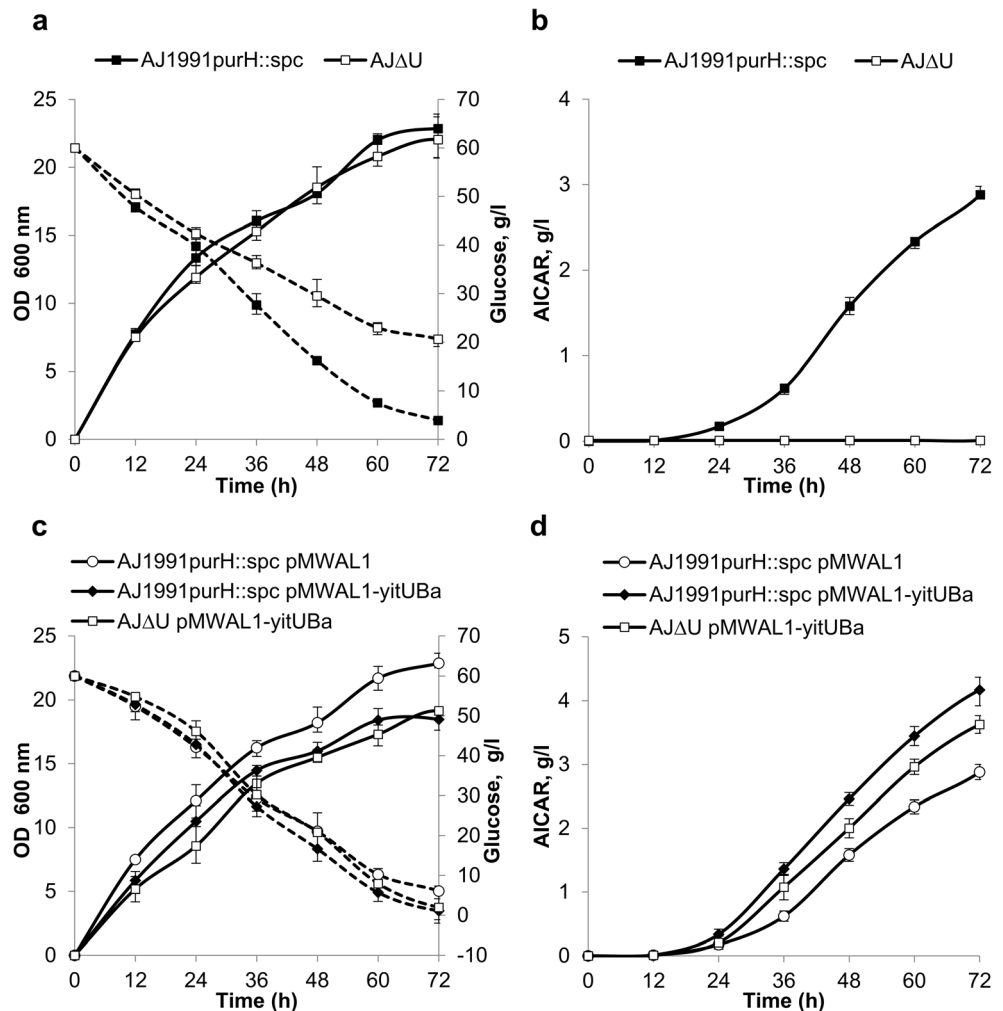 a
AJ1991purH::spc AJΔU
25
20
15
10
5
0
OD 600 nm
70
60
50
40
30
20
10
0
Glucose, g/l
0 12 24 36 48 60 72
Time (h)
b
AJ1991purH::spc AJΔU
4
3
2
1
0
AICAR, g/l
0 12 24 36 48 60 72
Time (h)
c
AJ1991purH::spc pMWAL1
AJ1991purH::spc pMWAL1-yitUBa
AJΔU pMWAL1-yitUBa
25
20
15
10
5
0
OD 600 nm
70
60
50
40
30
20
10
0
-10
Glucose, g/l
0 12 24 36 48 60 72
Time (h)
d
AJ1991purH::spc pMWAL1
AJ1991purH::spc pMWAL1-yitUBa
AJΔU pMWAL1-yitUBa
5
4
3
2
1
0
AICAR, g/l
0 12 24 36 48 60 72
Time (h)